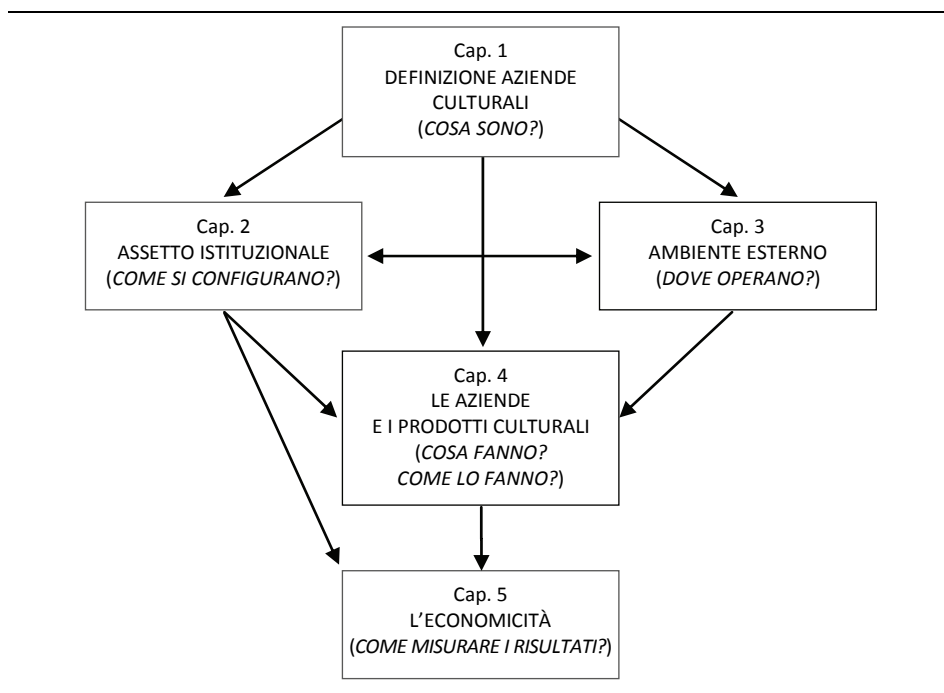 Cap. 1
DEFINIZIONE AZIENDE
CULTURALI
(COSA SONO?)
Cap. 2
ASSETTO ISTITUZIONALE
(COME SI CONFIGURANO?)
Cap. 3
AMBIENTE ESTERNO
(DOVE OPERANO?)
Cap. 4
LE AZIENDE
E I PRODOTTI CULTURALI
(COSA FANNO?
COME LO FANNO?)
Cap. 5
L’ECONOMICITÀ
(COME MISURARE I RISULTATI?)